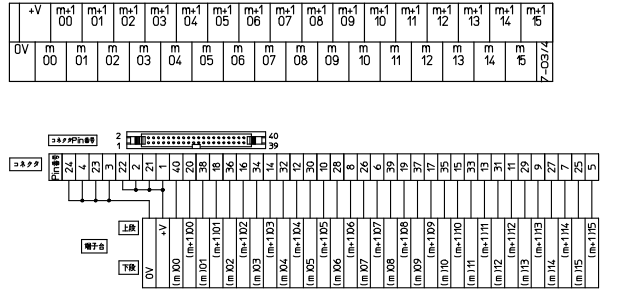 +V m+1 00 m+1 01 m+1 02 m+1 03 m+1 04 m+1 05 m+1 06 m+1 07 m+1 08 m+1 09 m+1 10 m+1 11 m+1 12 m+1 13 m+1 14 m+1 15
0V m 00 m 01 m 02 m 03 m 04 m 05 m 06 m 07 m 08 m 09 m 10 m 11 m 12 m 13 m 14 m 15 7-03/4
コネクタPin番号 2 40
1 39
コネクタ Pin番号 24 4 23 3 22 2 21 1 40 20 38 18 36 16 34 14 32 12 30 10 28 8 26 6 39 19 37 17 35 15 33 13 31 11 29 9 27 7 25 5
上段 +V (m+1)00 (m+1)01 (m+1)02 (m+1)03 (m+1)04 (m+1)05 (m+1)06 (m+1)07 (m+1)08 (m+1)09 (m+1)10 (m+1)11 (m+1)12 (m+1)13 (m+1)14 (m+1)15
端子台
下段 0V (m)00 (m)01 (m)02 (m)03 (m)04 (m)05 (m)06 (m)07 (m)08 (m)09 (m)10 (m)11 (m)12 (m)13 (m)14 (m)15